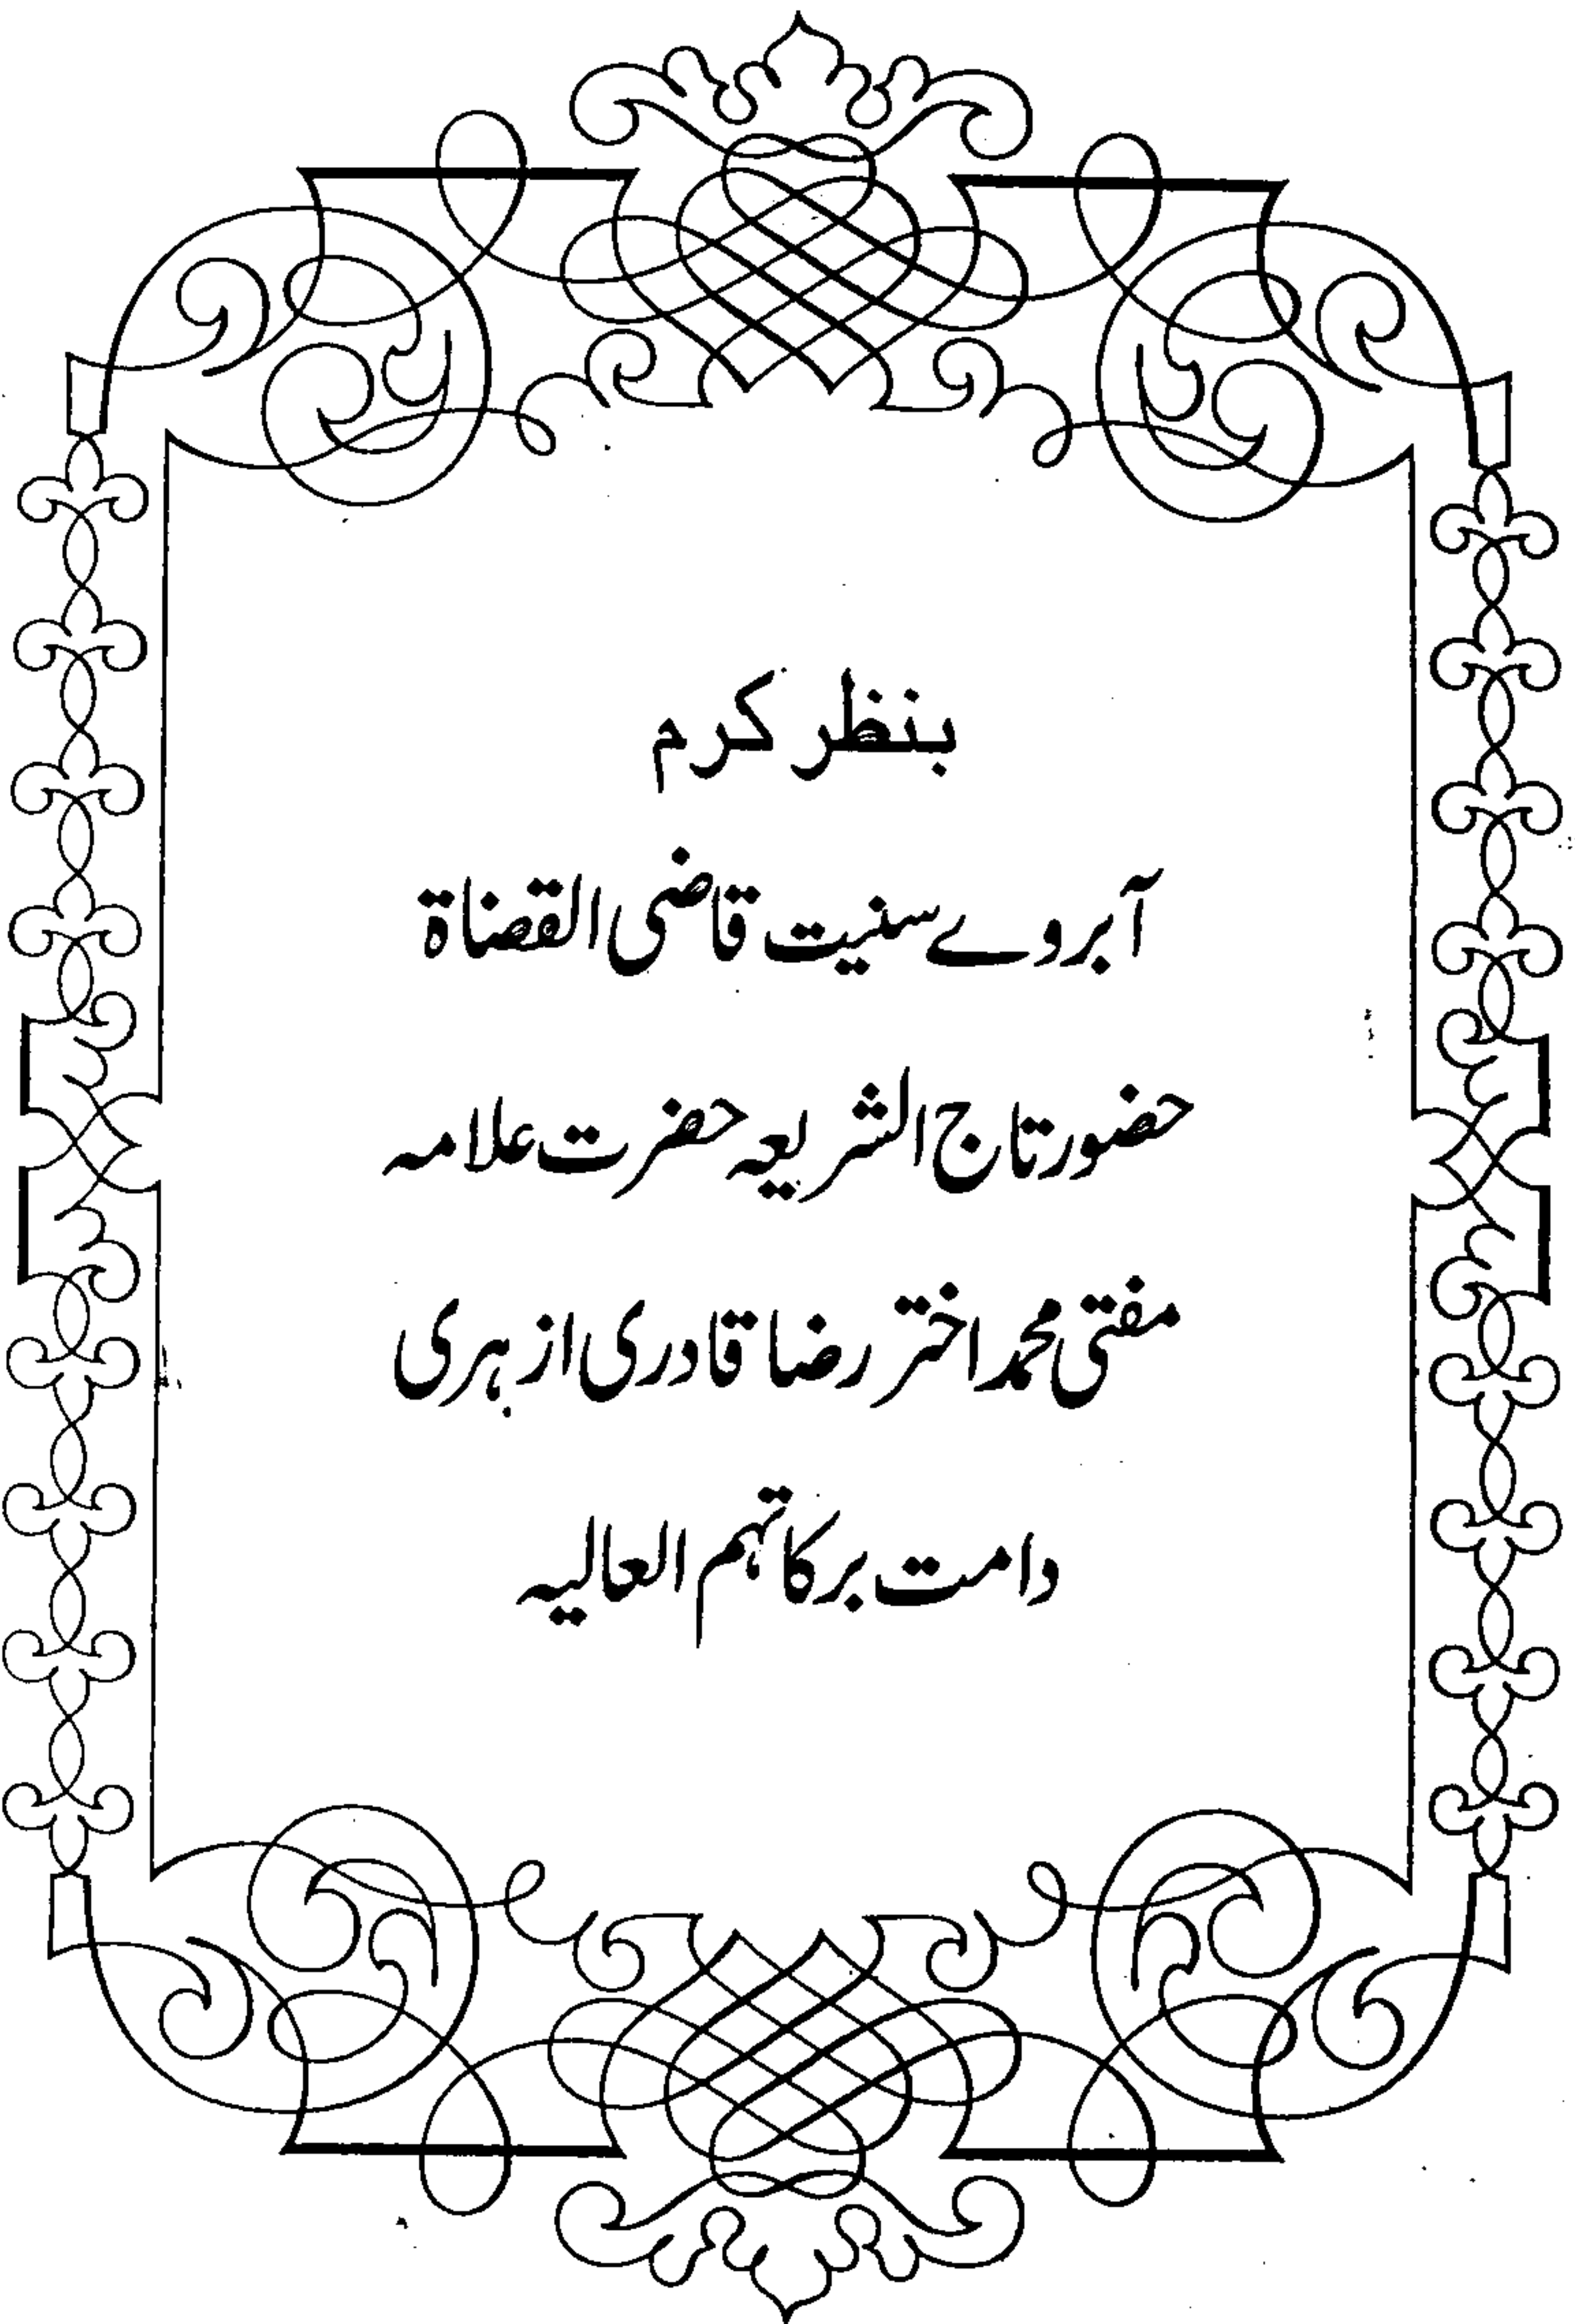 بنظر کرم
آبروے سنیت قاضی القضاۃ
حضور تاج الشریعہ حضرت علامہ
مفتی محمد اختر رضا قادری ازہری
دامت برکاتہم العالیہ